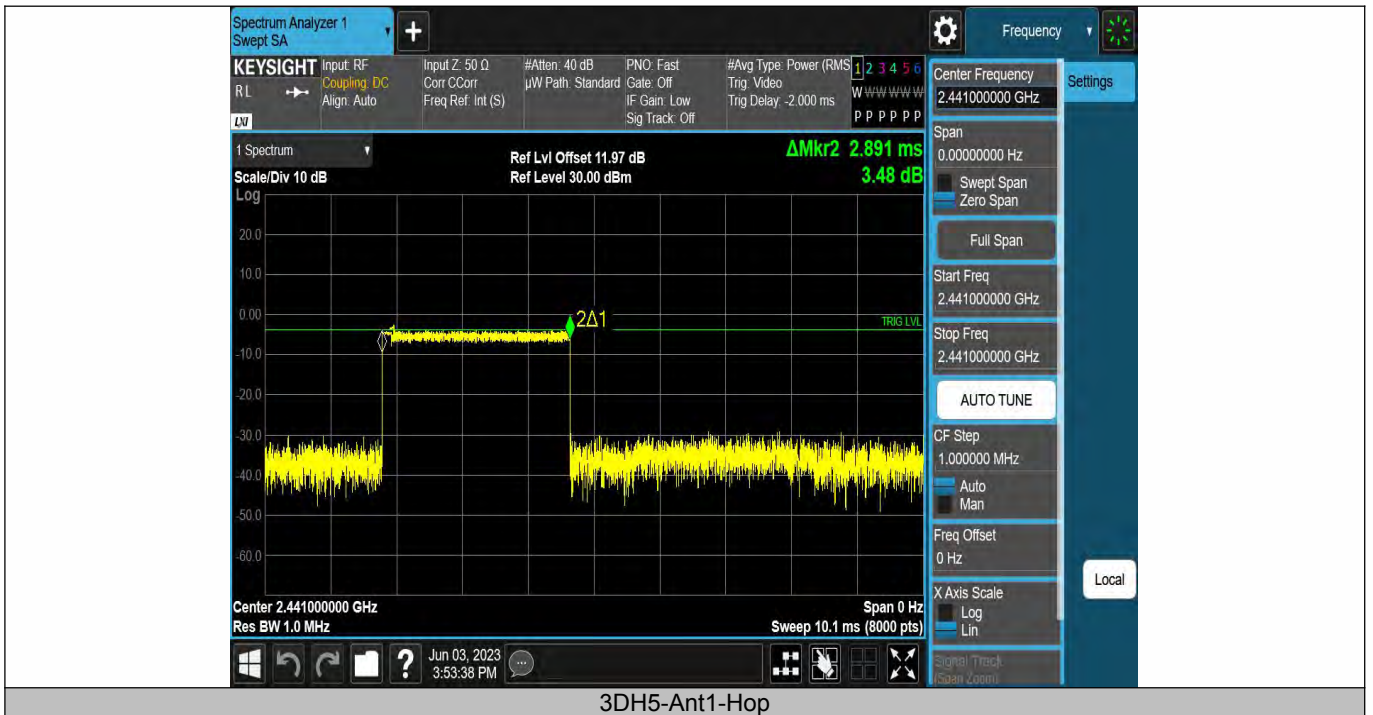 Spectrum Analyzer 1
Swept SA
+
Frequency
KEYSIGHT
RL
LXI
Input: RF
Coupling: DC
Align: Auto
Input Z: 50 Ω
Corr CCorr
Freq Ref: Int (S)
#Atten: 40 dB
µW Path: Standard
PNO: Fast
Gate: Off
IF Gain: Low
Sig Track: Off
#Avg Type: Power (RMS
Trig: Video
Trig Delay: -2.000 ms
1 2 3 4 5 6
W W W W W W
P P P P P P
1 Spectrum
Scale/Div 10 dB
Log
Ref Lvl Offset 11.97 dB
Ref Level 30.00 dBm
ΔMkr2 2.891 ms
3.48 dB
20.0
10.0
0.00
-10.0
-20.0
-30.0
-40.0
-50.0
-60.0
1
2Δ1
TRIG LVL
Center 2.441000000 GHz
Res BW 1.0 MHz
Span 0 Hz
Sweep 10.1 ms (8000 pts)
Center Frequency
2.441000000 GHz
Settings
Span
0.00000000 Hz
Swept Span
Zero Span
Full Span
Start Freq
2.441000000 GHz
Stop Freq
2.441000000 GHz
AUTO TUNE
CF Step
1.000000 MHz
Auto
Man
Freq Offset
0 Hz
X Axis Scale
Log
Lin
Signal Track
(Span Zoom)
Local
?
Jun 03, 2023
3:53:38 PM
3DH5-Ant1-Hop